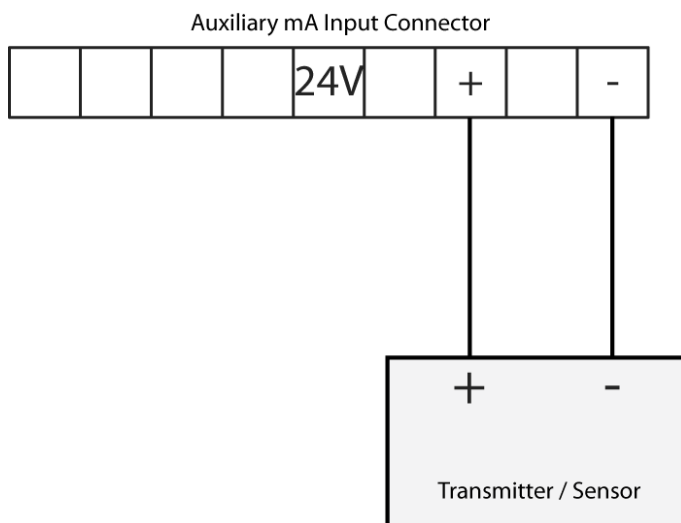 Auxiliary mA Input Connector
24V + -
+ -
Transmitter / Sensor